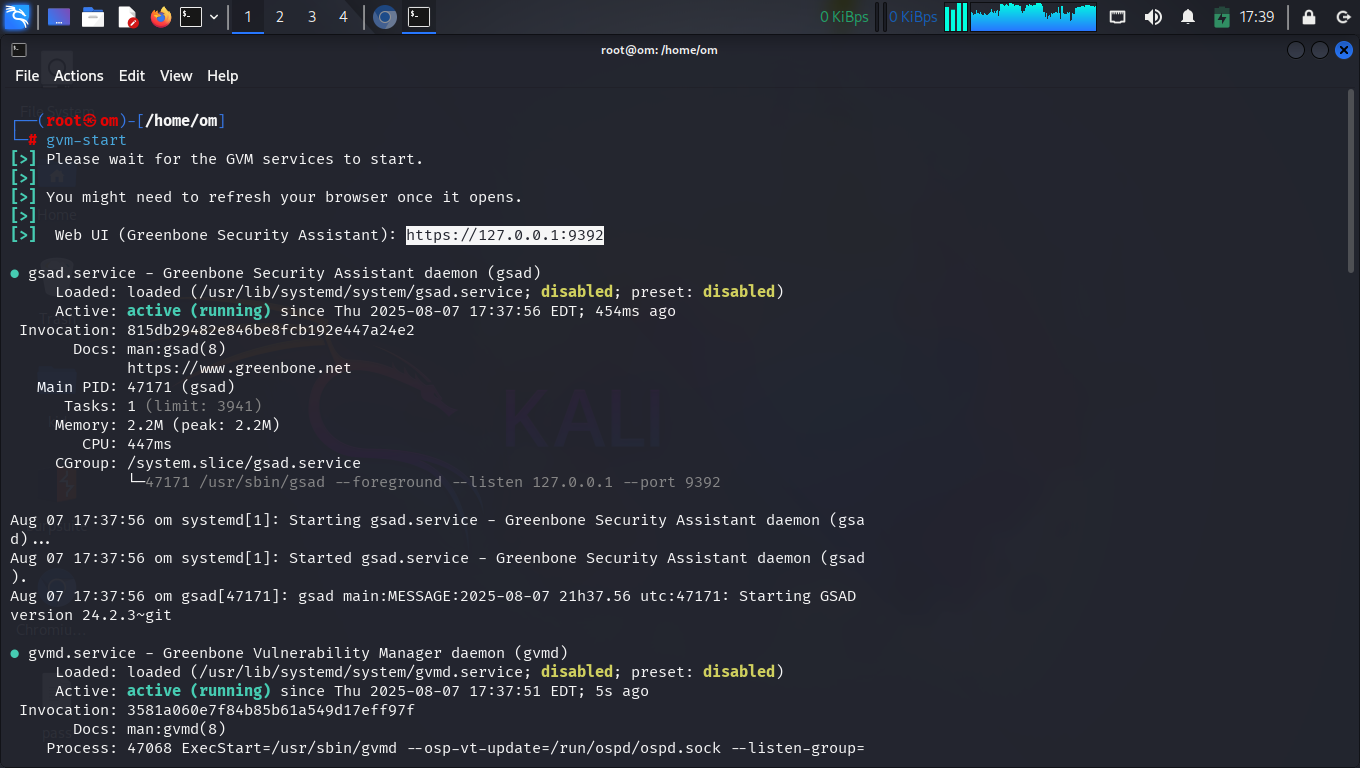 1 2 3 4 0 KiBps 0 KiBps 17:39
root@om: /home/om
File Actions Edit View Help
┌──(root㉿om)-[/home/om]
└─# gvm-start
[>] Please wait for the GVM services to start.
[>]
[>] You might need to refresh your browser once it opens.
[>]
[>]  Web UI (Greenbone Security Assistant): https://127.0.0.1:9392
● gsad.service - Greenbone Security Assistant daemon (gsad)
Loaded: loaded (/usr/lib/systemd/system/gsad.service; disabled; preset: disabled)
Active: active (running) since Thu 2025-08-07 17:37:56 EDT; 454ms ago
Invocation: 815db29482e846be8fcb192e447a24e2
Docs: man:gsad(8)
https://www.greenbone.net
Main PID: 47171 (gsad)
Tasks: 1 (limit: 3941)
Memory: 2.2M (peak: 2.2M)
CPU: 447ms
CGroup: /system.slice/gsad.service
└─47171 /usr/sbin/gsad --foreground --listen 127.0.0.1 --port 9392
Aug 07 17:37:56 om systemd[1]: Starting gsad.service - Greenbone Security Assistant daemon (gsa
d)...
Aug 07 17:37:56 om systemd[1]: Started gsad.service - Greenbone Security Assistant daemon (gsad
).
Aug 07 17:37:56 om gsad[47171]: gsad main:MESSAGE:2025-08-07 21h37.56 utc:47171: Starting GSAD
version 24.2.3~git
● gvmd.service - Greenbone Vulnerability Manager daemon (gvmd)
Loaded: loaded (/usr/lib/systemd/system/gvmd.service; disabled; preset: disabled)
Active: active (running) since Thu 2025-08-07 17:37:51 EDT; 5s ago
Invocation: 3581a060e7f84b85b61a549d17eff97f
Docs: man:gvmd(8)
Process: 47068 ExecStart=/usr/sbin/gvmd --osp-vt-update=/run/ospd/ospd.sock --listen-group=
File System
Home
KALI
Chromiu...